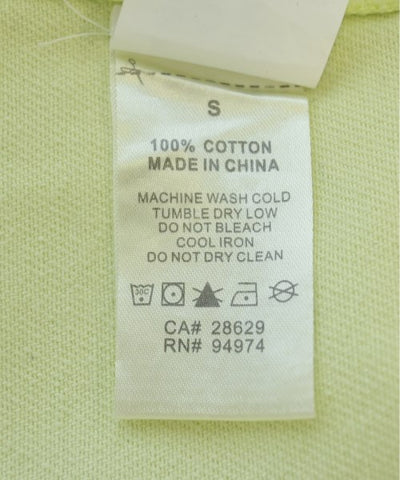 S
100% COTTON
MADE IN CHINA
MACHINE WASH COLD
TUMBLE DRY LOW
DO NOT BLEACH
COOL IRON
DO NOT DRY CLEAN
30C
CA# 28629
RN# 94974